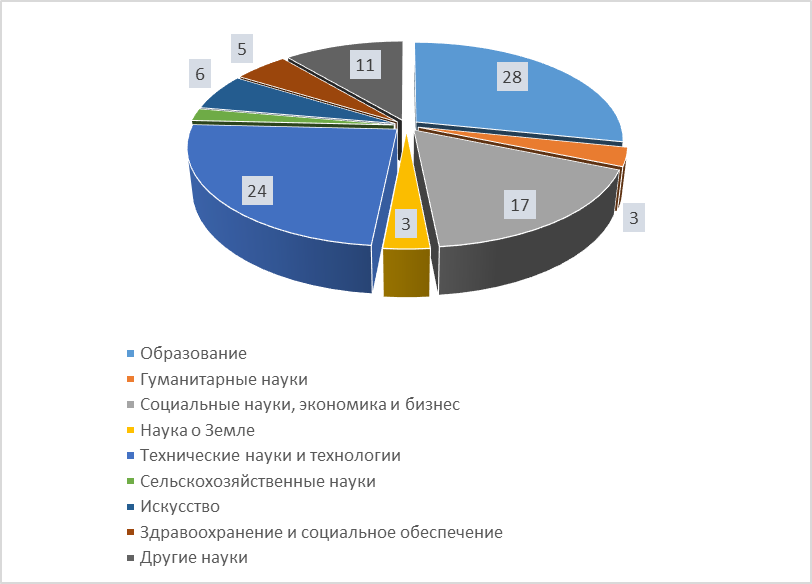 5
11
28
6
24
17
3
3
Образование
Гуманитарные науки
Социальные науки, экономика и бизнес
Наука о Земле
Технические науки и технологии
Сельскохозяйственные науки
Искусство
Здравоохранение и социальное обеспечение
Другие науки